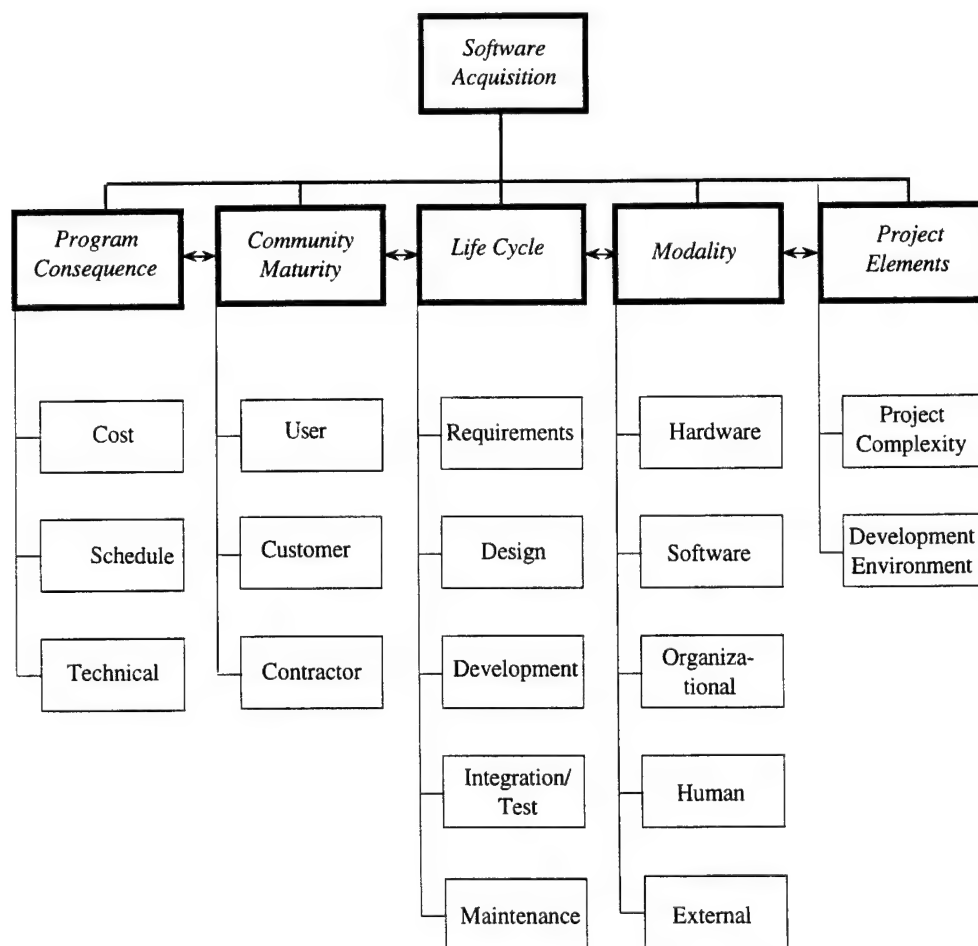 Software
Acquisition
Program
Consequence
Community
Maturity
Life Cycle
Modality
Project
Elements
Cost
Schedule
Technical
User
Customer
Contractor
Requirements
Design
Development
Integration/
Test
Maintenance
Hardware
Software
Organiza-
tional
Human
External
Project
Complexity
Development
Environment